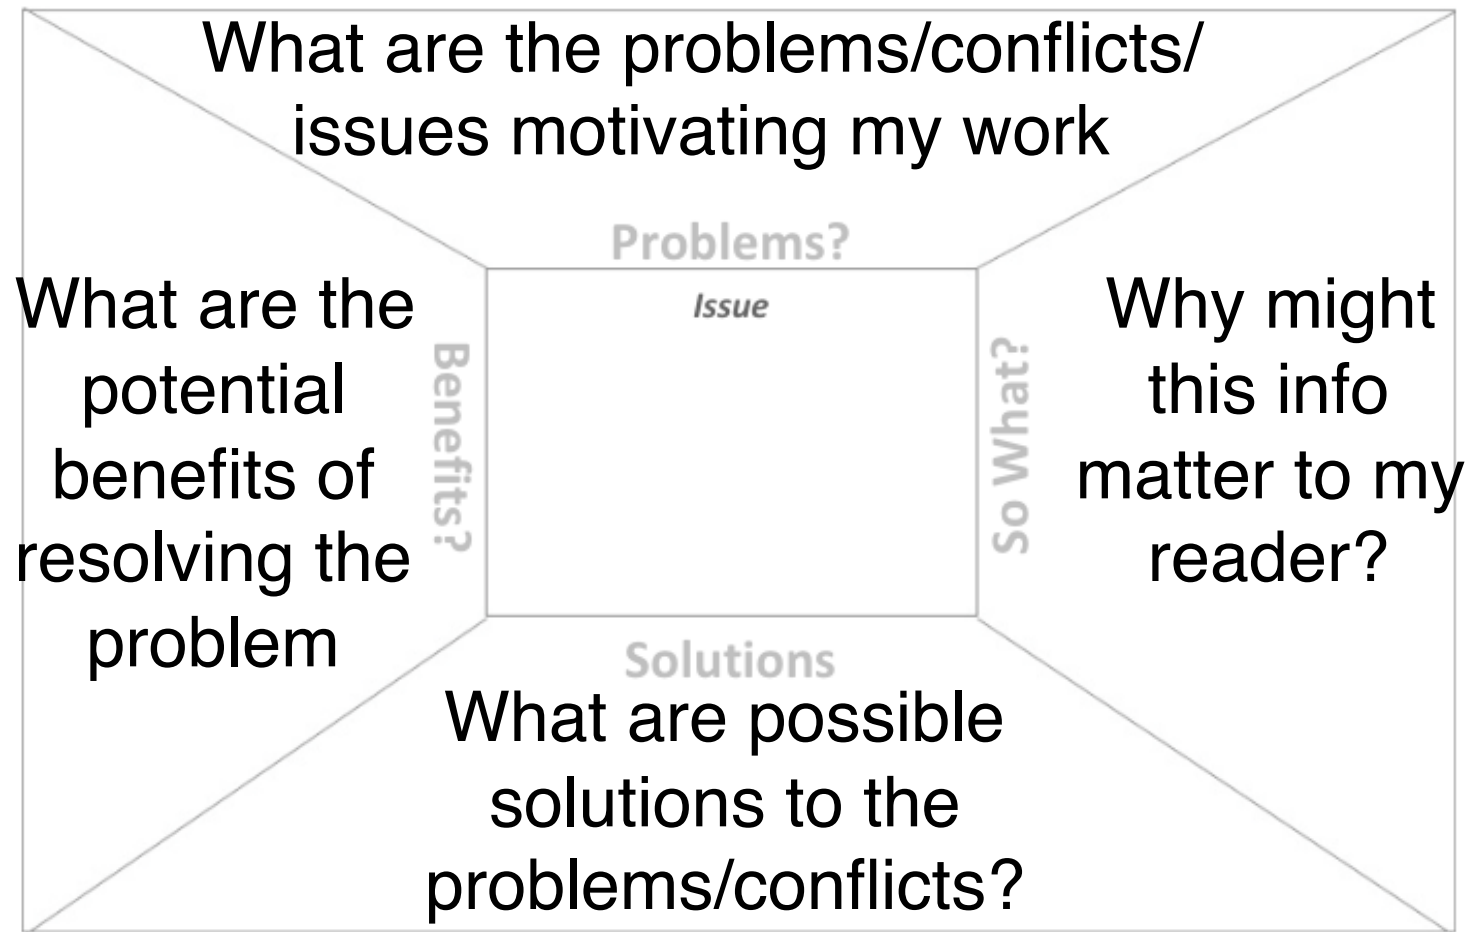 What are the problems/conflicts/
issues motivating my work
Problems?
Issue
What are the
potential
benefits of
resolving the
problem
Benefits?
So What?
Why might
this info
matter to my
reader?
Solutions
What are possible
solutions to the
problems/conflicts?